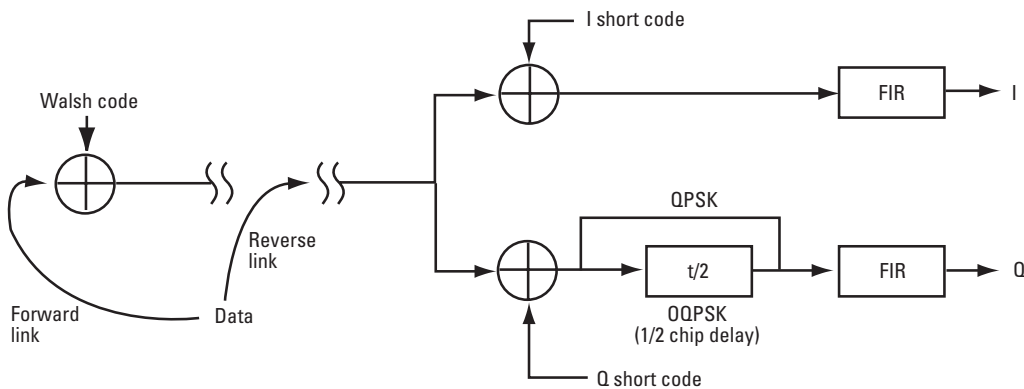 I short code
Walsh code
FIR
I
QPSK
Reverse
link
t/2
FIR
Q
Forward
link
Data
OQPSK
(1/2 chip delay)
Q short code